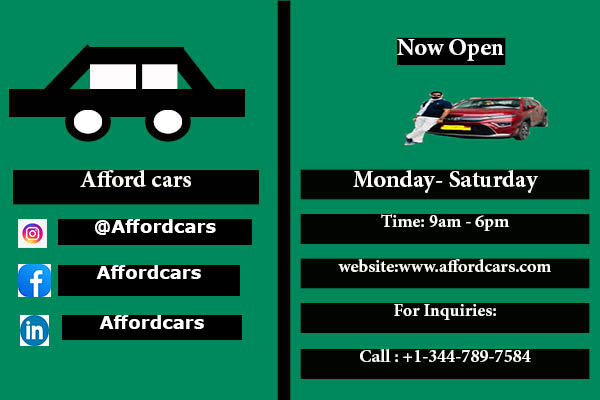 Afford cars
@Affordcars
Affordcars
Affordcars
Now Open
Monday- Saturday
Time: 9am - 6pm
website:www.affordcars.com
For Inquiries:
Call : +1-344-789-7584